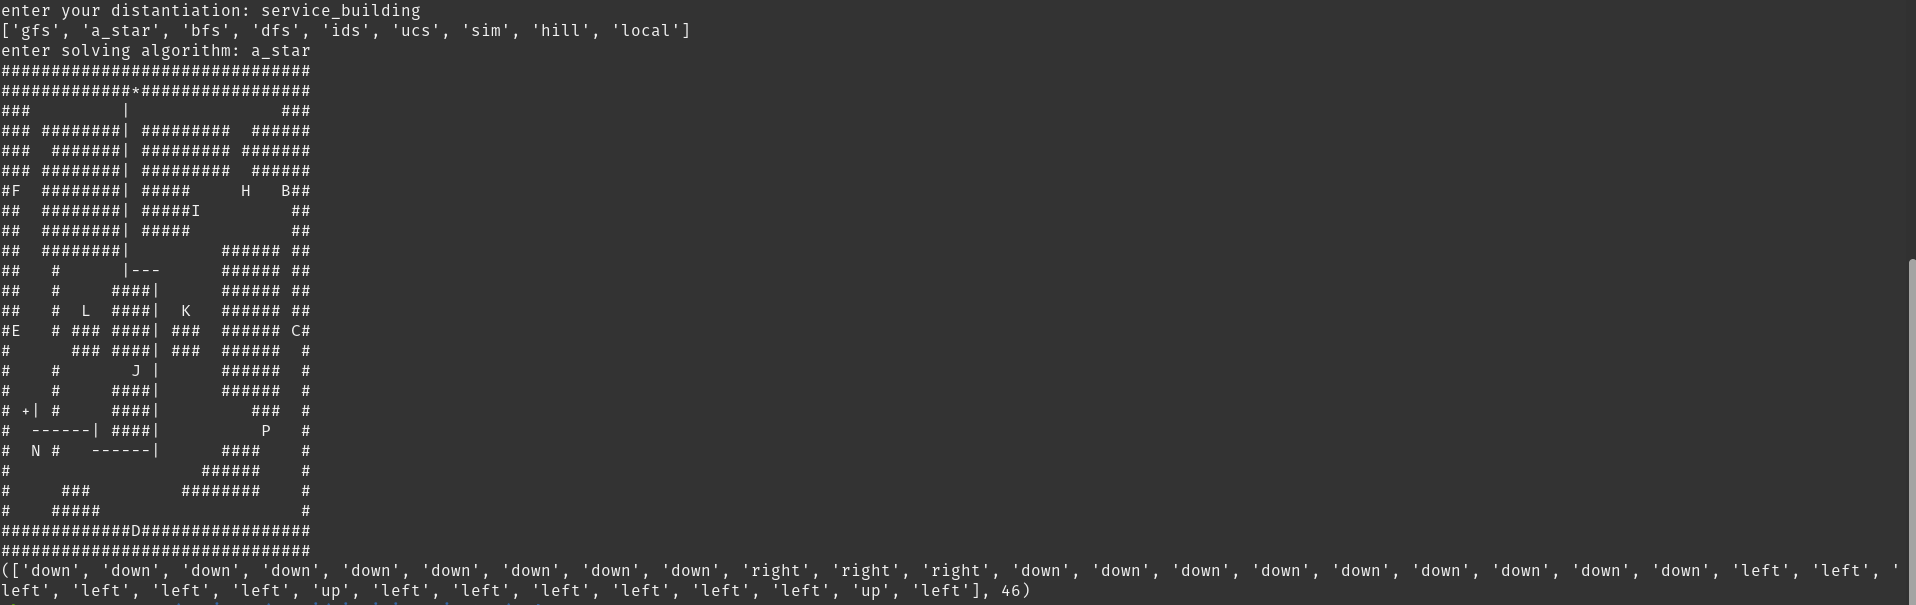 enter your distantiation: service_building
['gfs', 'a_star', 'bfs', 'dfs', 'ids', 'ucs', 'sim', 'hill', 'local']
enter solving algorithm: a_star
###############################
#############*#################
###         |               ###
### ########| #########  ######
###  #######| ######### #######
### ########| #########  ######
#F  ########| #####     H   B##
##  ########| #####I         ##
##  ########| #####          ##
##  ########|         ###### ##
##   #      |---      ###### ##
##   #     ####|      ###### ##
##   #  L  ####|  K   ###### ##
#E   # ### ####| ###  ###### C#
#      ### ####| ###  ######  #
#    #       J |      ######  #
#    #     ####|      ######  #
# +| #     ####|         ###  #
#  ------| ####|          P   #
#  N #   ------|      ####    #
#                   ######    #
#     ###         ########    #
#    #####                    #
#############D#################
###############################
(['down', 'down', 'down', 'down', 'down', 'down', 'down', 'down', 'down', 'right', 'right', 'right', 'down', 'down', 'down', 'down', 'down', 'down', 'down', 'down', 'down', 'left', 'left', '
left', 'left', 'left', 'left', 'up', 'left', 'left', 'left', 'left', 'left', 'left', 'up', 'left'], 46)